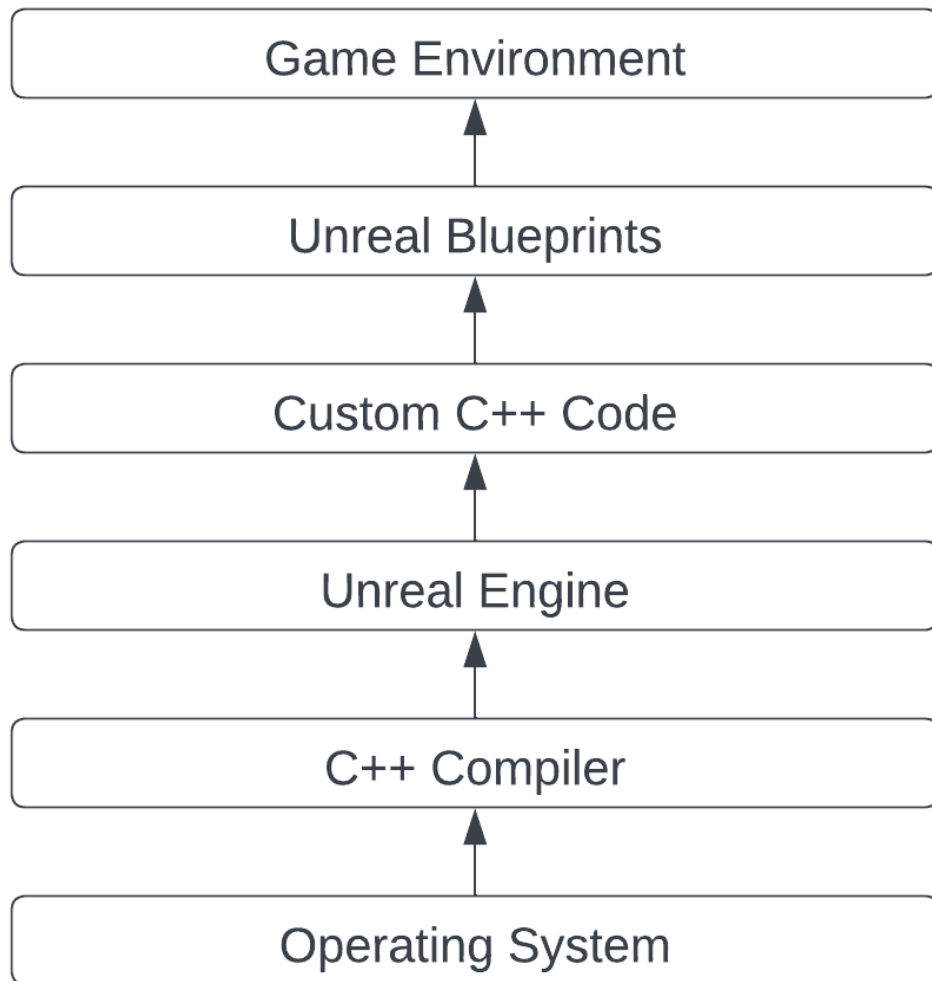 Game Environment
Unreal Blueprints
Custom C++ Code
Unreal Engine
C++ Compiler
Operating System